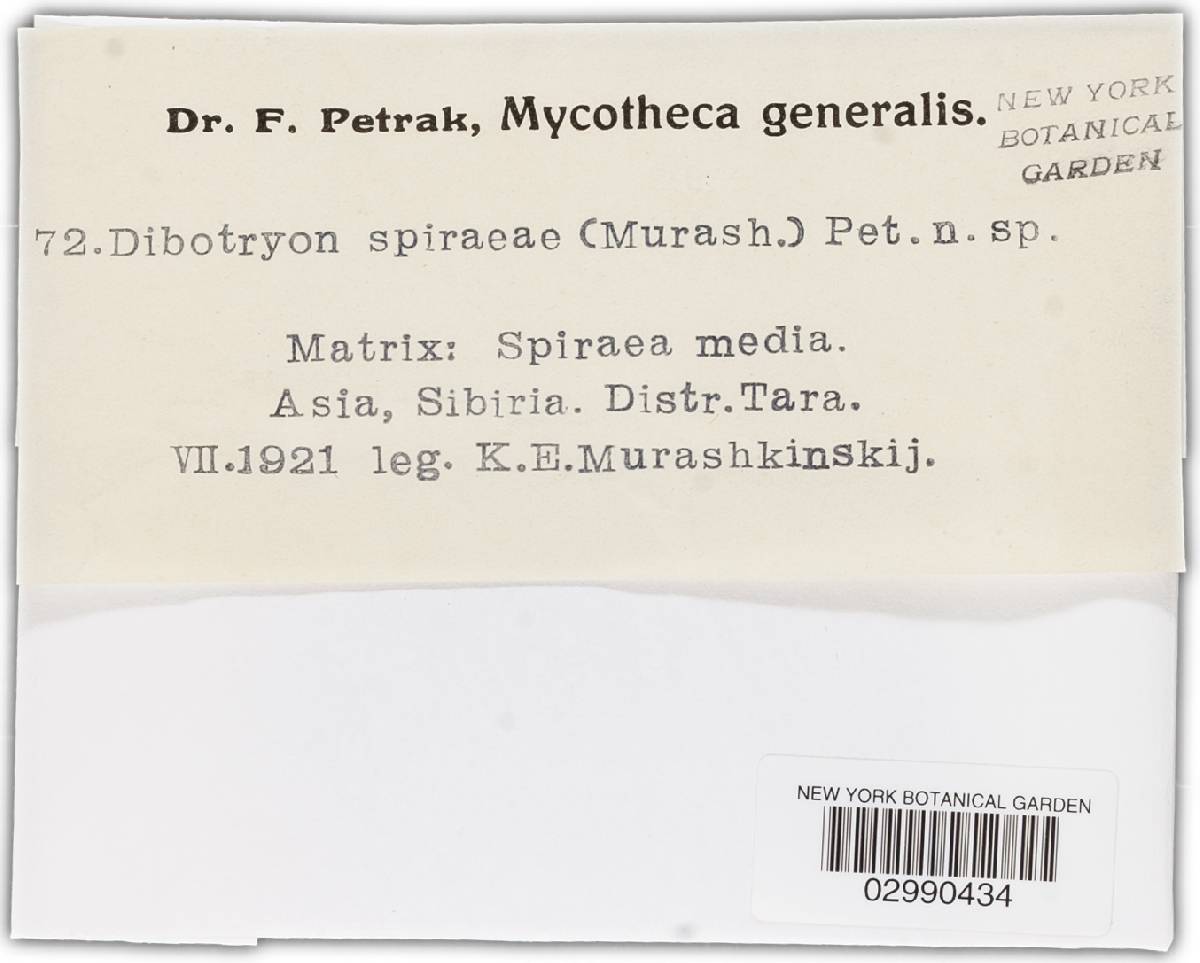 Dr. F. Petrak, Mycotheca generalis.
NEW YORK
BOTANICAL
GARDEN
72.Dibotryon spiraeae (Murash.) Pet.n.sp.
Matrix: Spiraea media.
Asia, Sibiria. Distr.Tara.
VII.1921 leg. K.E.Murashkinskij.
NEW YORK BOTANICAL GARDEN
02990434